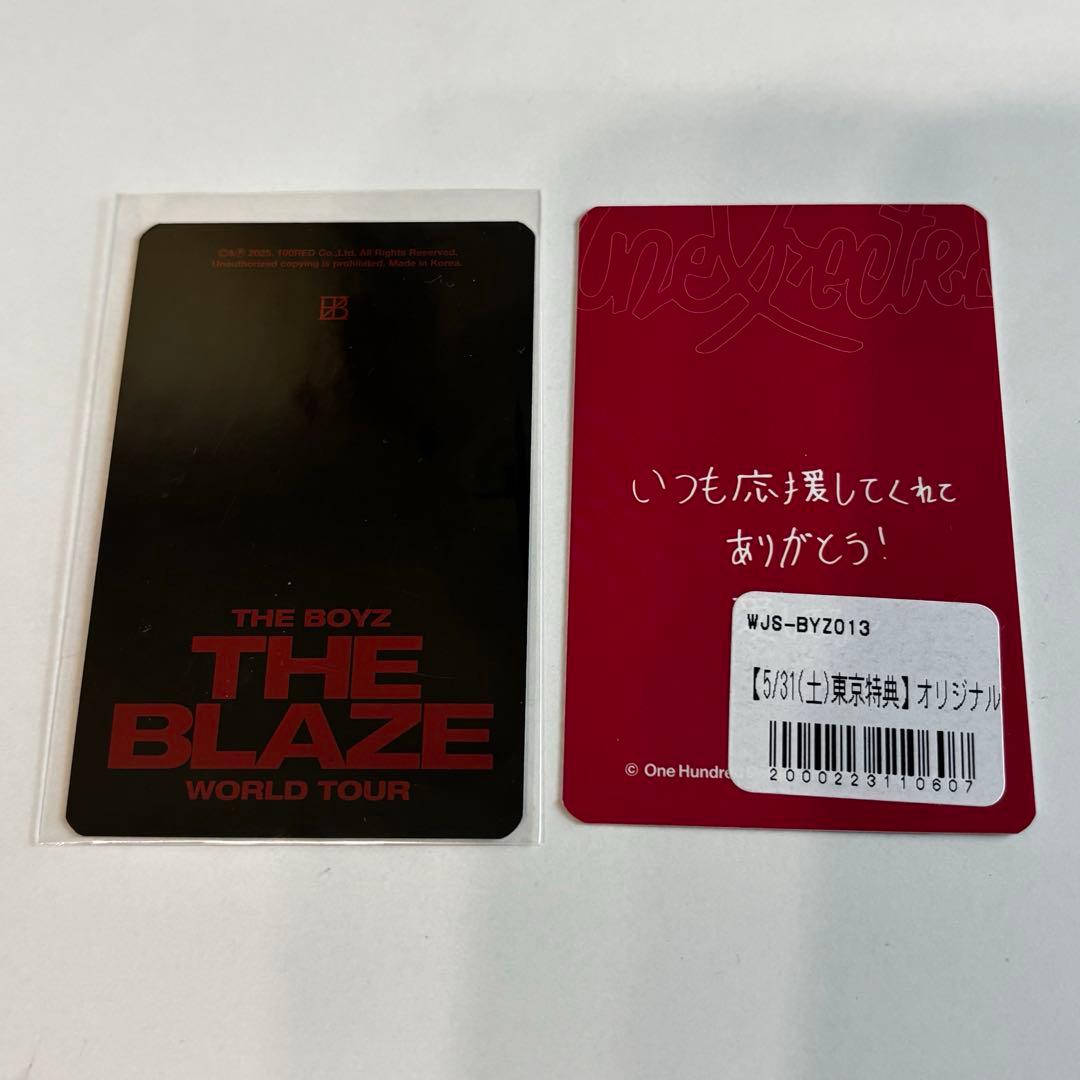 ©&℗ 2025. 100RED Co.,Ltd. All Rights Reserved.
Unauthorized copying is prohibited. Made in Korea.
THE BOYZ
THE
BLAZE
WORLD TOUR
unexpected
いつも応援してくれて
ありがとう!
WJS-BYZ013
【5/31(土)東京特典】オリジナル
2000223110607
© One Hundred